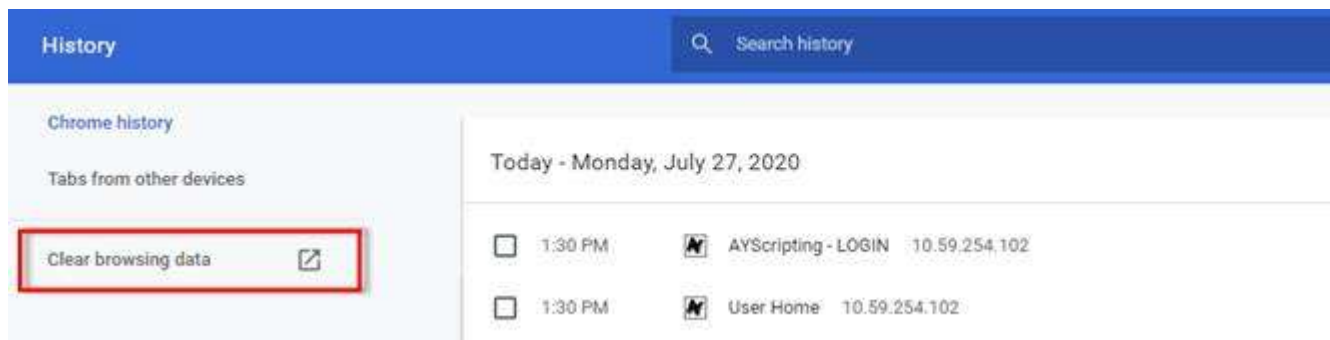 History
Search history
Chrome history
Tabs from other devices
Clear browsing data
Today - Monday, July 27, 2020
1:30 PM AYScripting - LOGIN 10.59.254.102
1:30 PM User Home 10.59.254.102